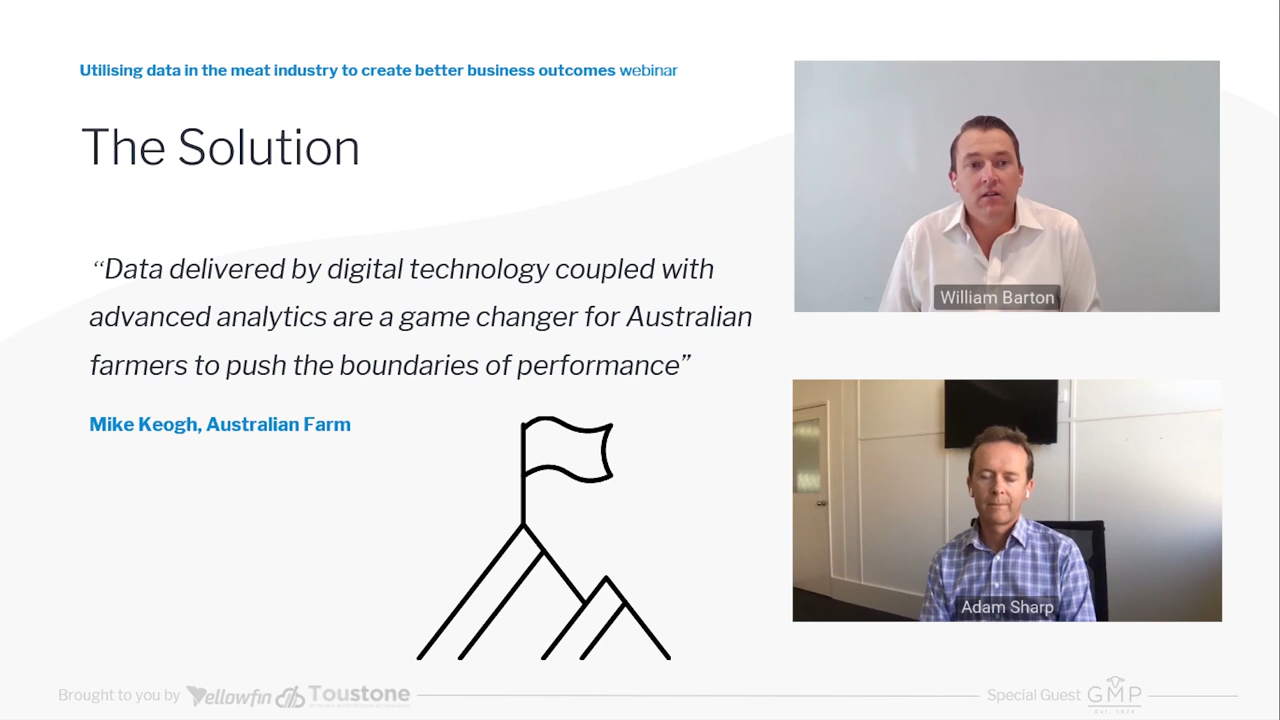 Utilising data in the meat industry to create better business outcomes webinar
The Solution
“Data delivered by digital technology coupled with
advanced analytics are a game changer for Australian
farmers to push the boundaries of performance”
Mike Keogh, Australian Farm
William Barton
Adam Sharp
Brought to you by Yellowfin Toustone
Special Guest GMP
Est. 1974